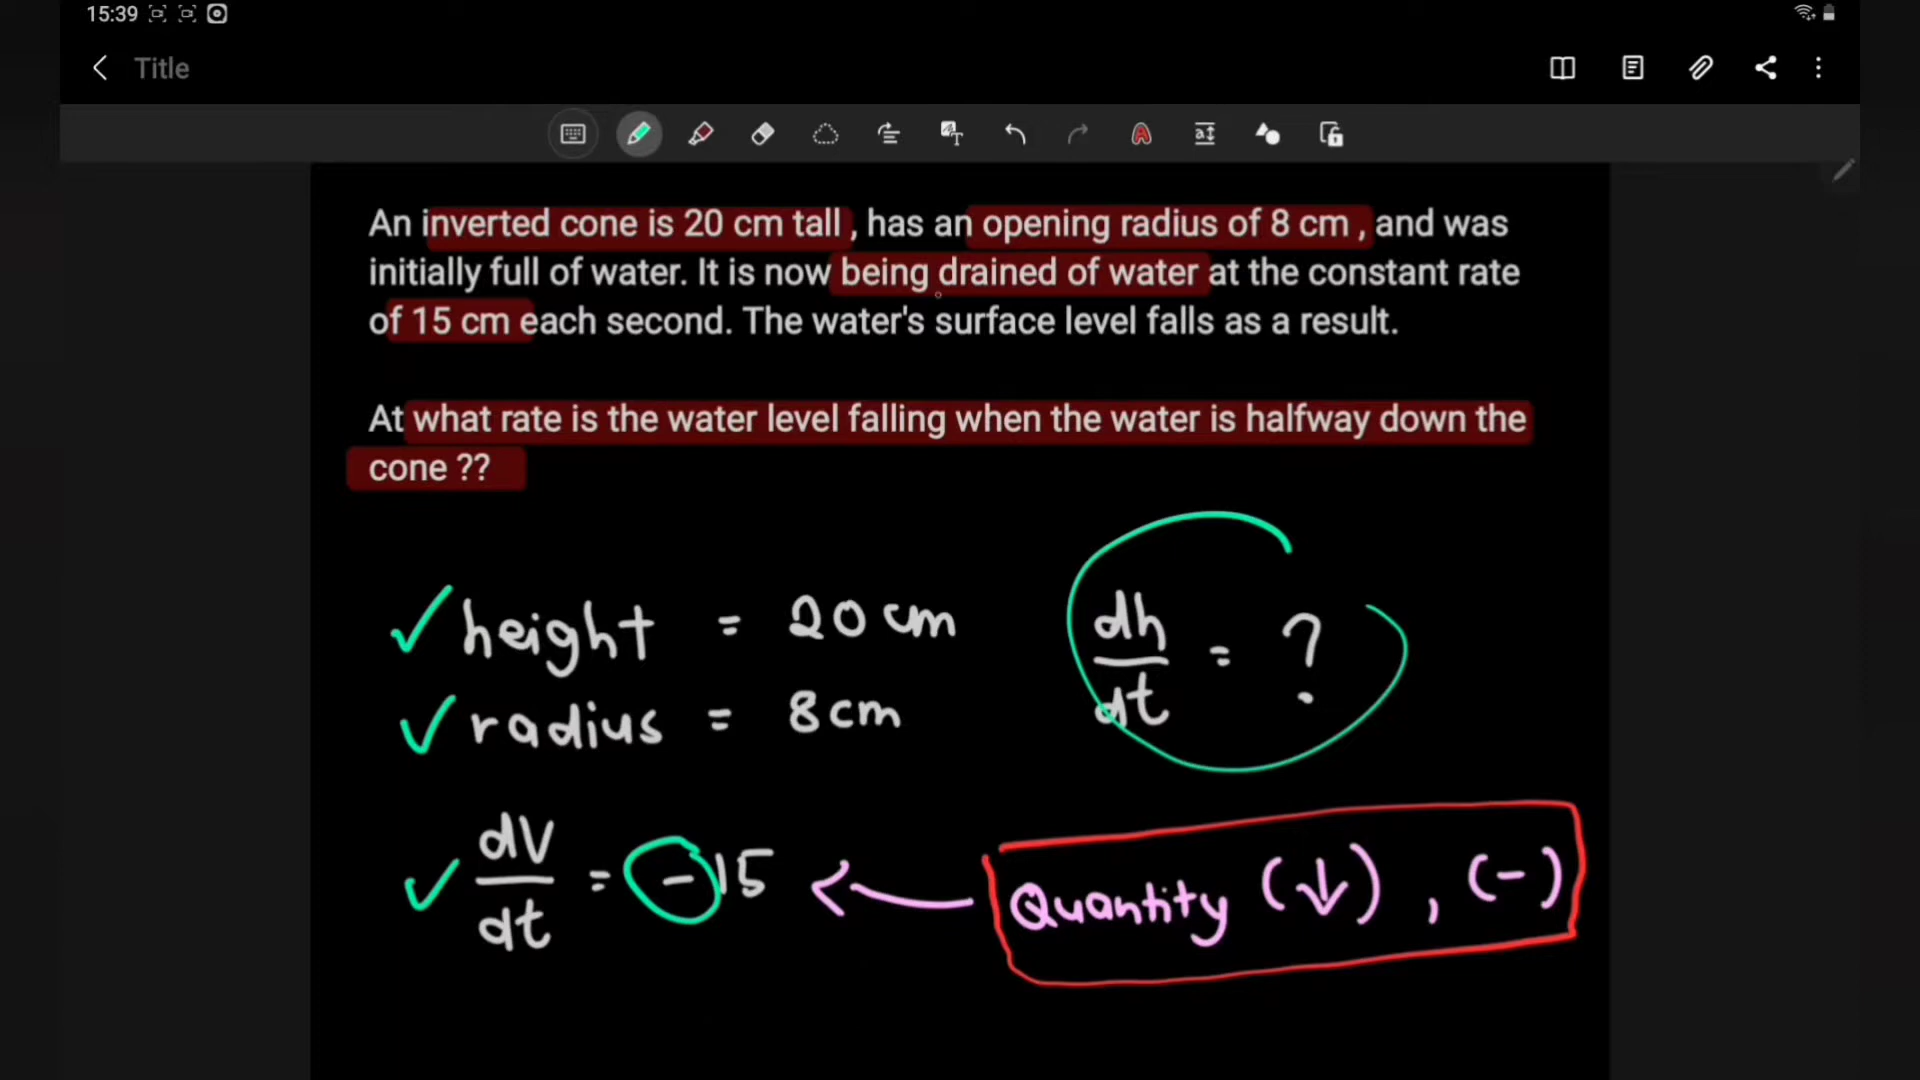 15:39
Title
An inverted cone is 20 cm tall , has an opening radius of 8 cm , and was
initially full of water. It is now being drained of water at the constant rate
of 15 cm each second. The water's surface level falls as a result.
At what rate is the water level falling when the water is halfway down the
cone ??
✓ height = 20 cm
dh/dt = ?
✓ radius = 8 cm
✓ dV/dt = -15 ← Quantity (↓) , (-)